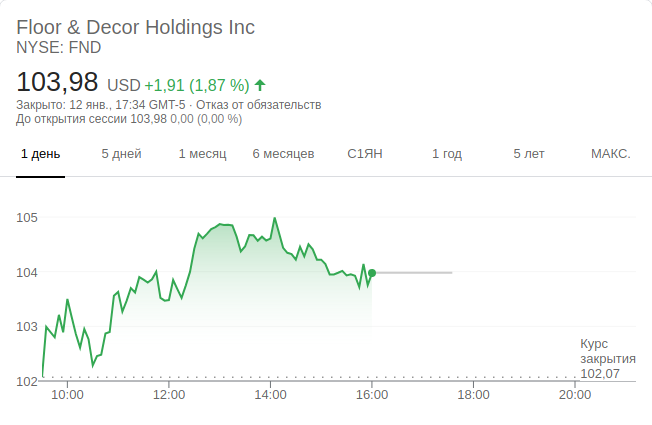 Floor & Decor Holdings Inc
NYSE: FND
103,98 USD +1,91 (1,87 %)
Закрыто: 12 янв., 17:34 GMT-5 · Отказ от обязательств
До открытия сессии 103,98 0,00 (0,00 %)
1 день 5 дней 1 месяц 6 месяцев С1ЯН 1 год 5 лет МАКС.
105
104
103
Курс
закрытия
102,07
102
10:00 12:00 14:00 16:00 18:00 20:00